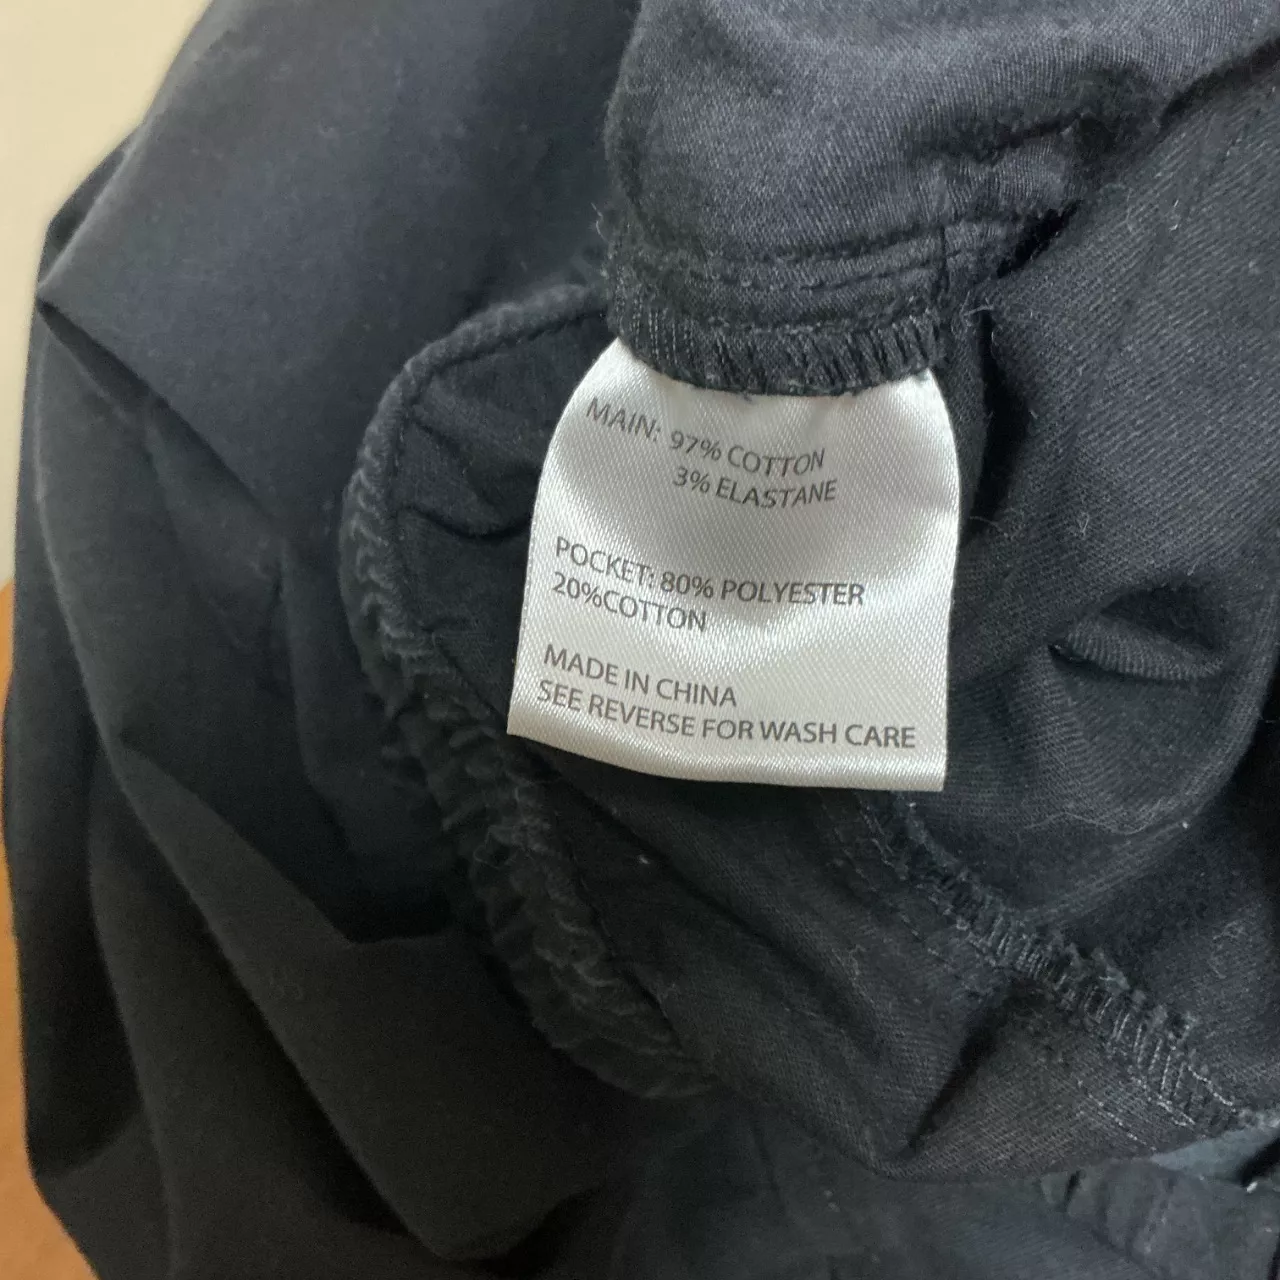 MAIN: 97% COTTON
3% ELASTANE
POCKET: 80% POLYESTER
20%COTTON
MADE IN CHINA
SEE REVERSE FOR WASH CARE